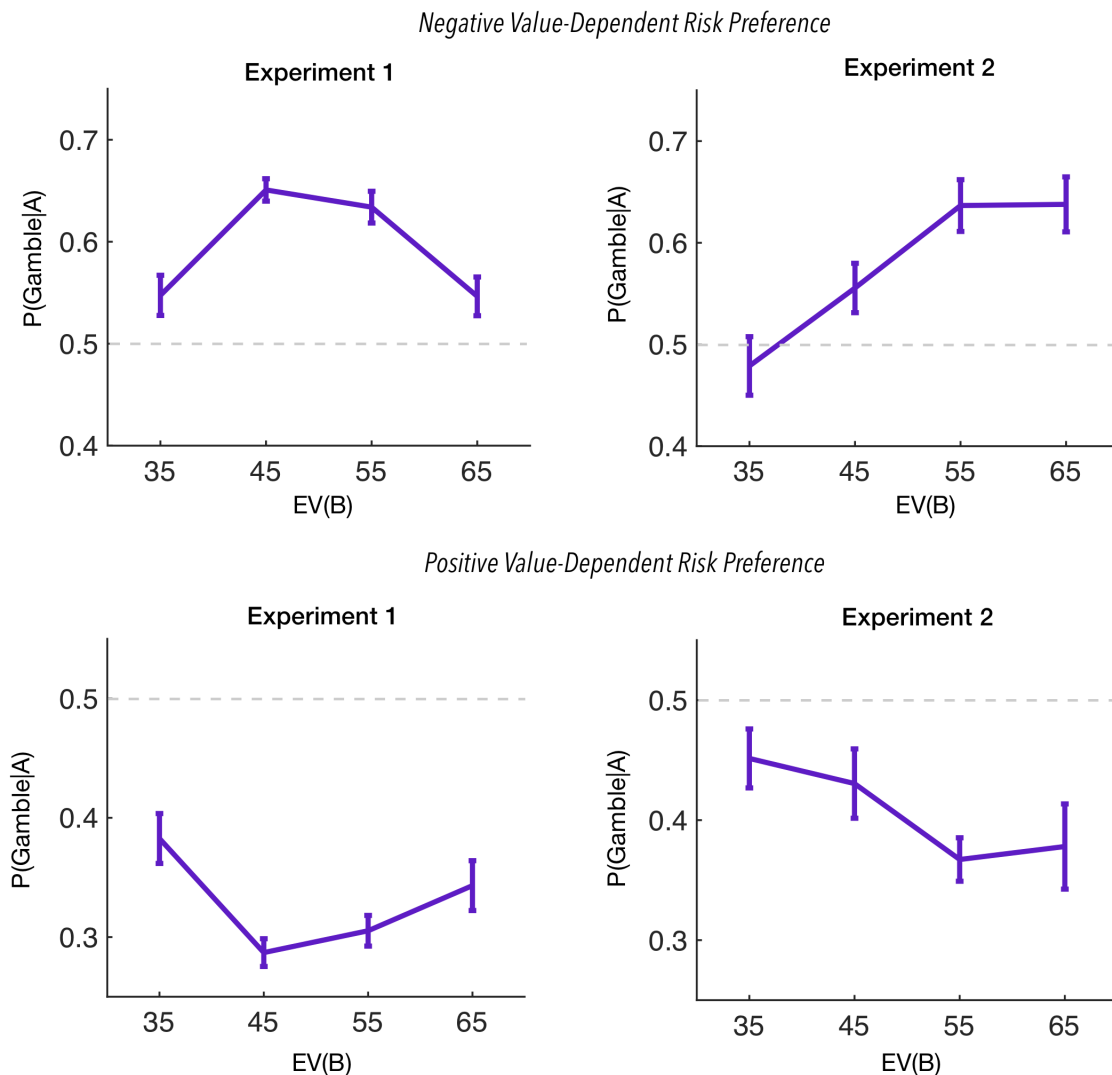 Negative Value-Dependent Risk Preference
Experiment 1
P(Gamble|A)
0.7
0.6
0.5
0.4
35 45 55 65
EV(B)
Experiment 2
P(Gamble|A)
0.7
0.6
0.5
0.4
35 45 55 65
EV(B)
Positive Value-Dependent Risk Preference
Experiment 1
P(Gamble|A)
0.5
0.4
0.3
35 45 55 65
EV(B)
Experiment 2
P(Gamble|A)
0.5
0.4
0.3
35 45 55 65
EV(B)